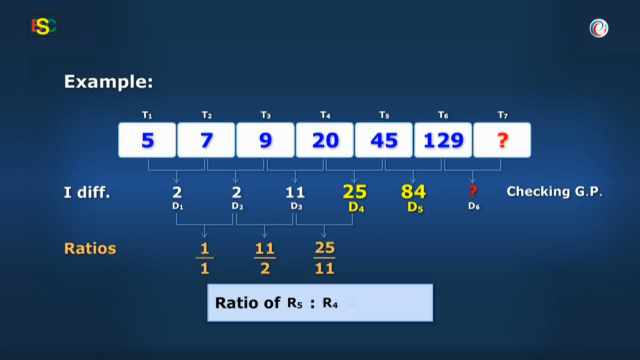 ESC
Example:
T₁ T₂ T₃ T₄ T₅ T₆ T₇
5 7 9 20 45 129 ?
I diff. 2 2 11 25 84 ? Checking G.P.
D₁ D₂ D₃ D₄ D₅ D₆
Ratios 1/1 11/2 25/11
Ratio of R₅ : R₄ =